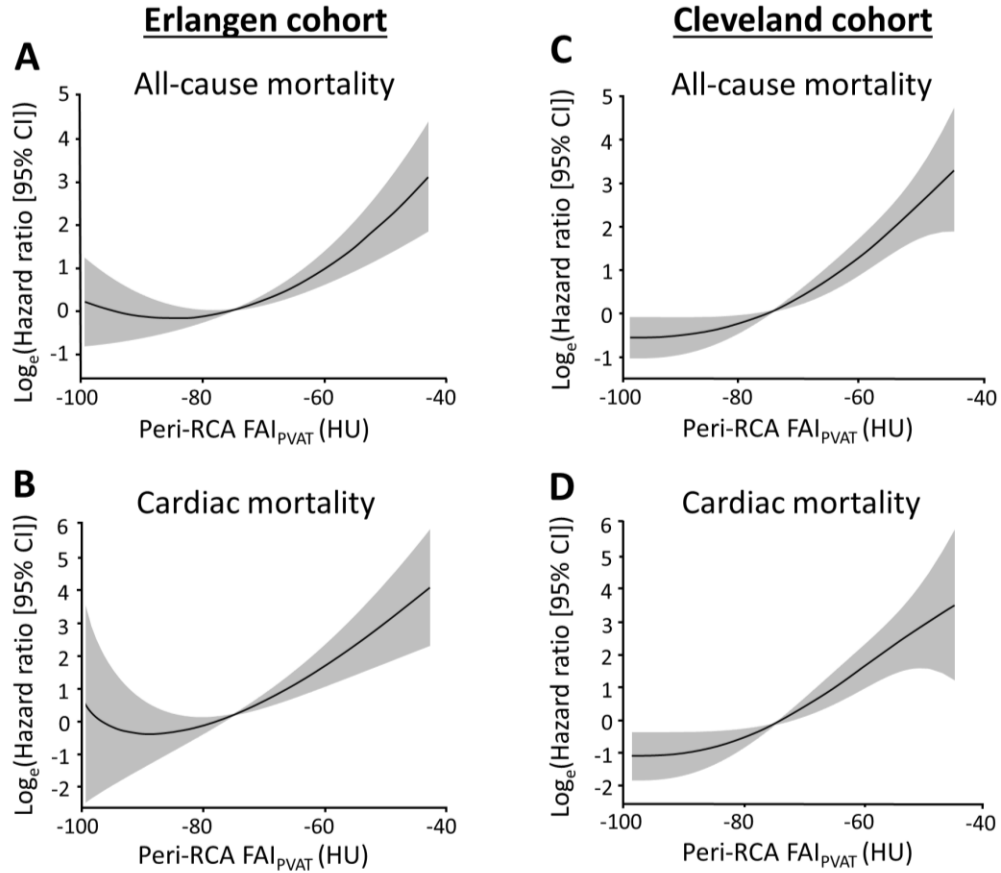 Erlangen cohort
A
All-cause mortality
Logₑ(Hazard ratio [95% CI])
5
4
3
2
1
0
-1
-100 -80 -60 -40
Peri-RCA FAI_PVAT (HU)
B
Cardiac mortality
Logₑ(Hazard ratio [95% CI])
6
5
4
3
2
1
0
-1
-2
-100 -80 -60 -40
Peri-RCA FAI_PVAT (HU)
Cleveland cohort
C
All-cause mortality
Logₑ(Hazard ratio [95% CI])
5
4
3
2
1
0
-1
-100 -80 -60 -40
Peri-RCA FAI_PVAT (HU)
D
Cardiac mortality
Logₑ(Hazard ratio [95% CI])
6
5
4
3
2
1
0
-1
-2
-100 -80 -60 -40
Peri-RCA FAI_PVAT (HU)